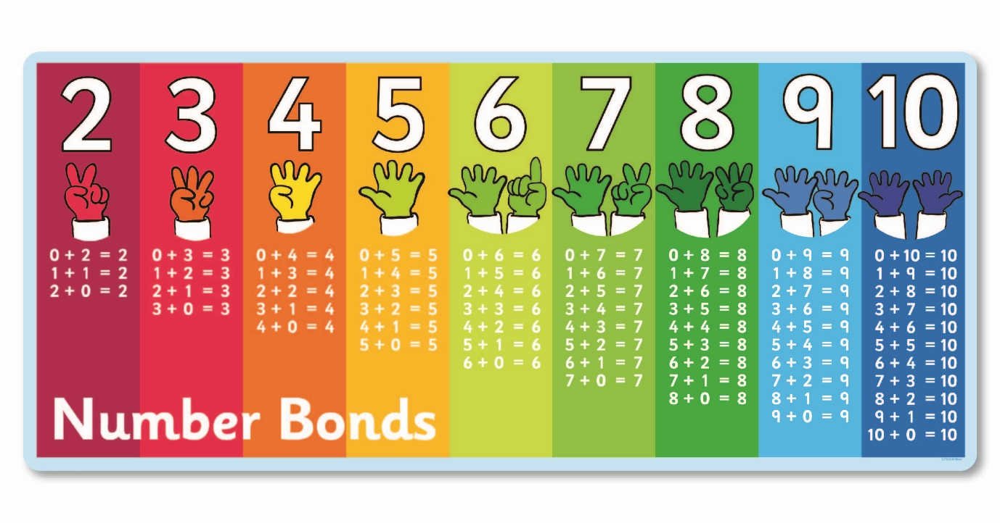 2
0 + 2 = 2
1 + 1 = 2
2 + 0 = 2
3
0 + 3 = 3
1 + 2 = 3
2 + 1 = 3
3 + 0 = 3
4
0 + 4 = 4
1 + 3 = 4
2 + 2 = 4
3 + 1 = 4
4 + 0 = 4
5
0 + 5 = 5
1 + 4 = 5
2 + 3 = 5
3 + 2 = 5
4 + 1 = 5
5 + 0 = 5
6
0 + 6 = 6
1 + 5 = 6
2 + 4 = 6
3 + 3 = 6
4 + 2 = 6
5 + 1 = 6
6 + 0 = 6
7
0 + 7 = 7
1 + 6 = 7
2 + 5 = 7
3 + 4 = 7
4 + 3 = 7
5 + 2 = 7
6 + 1 = 7
7 + 0 = 7
8
0 + 8 = 8
1 + 7 = 8
2 + 6 = 8
3 + 5 = 8
4 + 4 = 8
5 + 3 = 8
6 + 2 = 8
7 + 1 = 8
8 + 0 = 8
9
0 + 9 = 9
1 + 8 = 9
2 + 7 = 9
3 + 6 = 9
4 + 5 = 9
5 + 4 = 9
6 + 3 = 9
7 + 2 = 9
8 + 1 = 9
9 + 0 = 9
10
0 + 10 = 10
1 + 9 = 10
2 + 8 = 10
3 + 7 = 10
4 + 6 = 10
5 + 5 = 10
6 + 4 = 10
7 + 3 = 10
8 + 2 = 10
9 + 1 = 10
10 + 0 = 10
Number Bonds